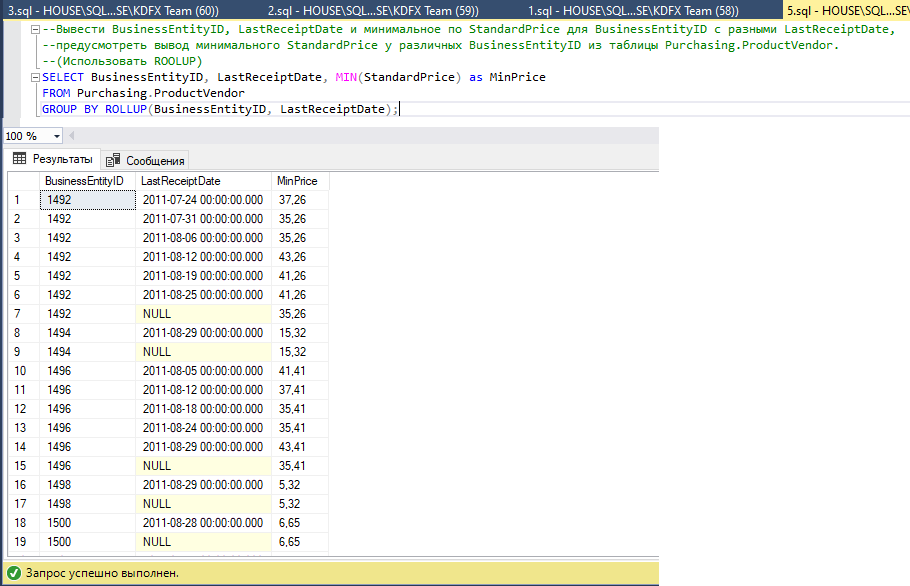 3.sql - HOUSE\SQL...SE\KDFX Team (60)) 2.sql - HOUSE\SQL...SE\KDFX Team (59)) 1.sql - HOUSE\SQL...SE\KDFX Team (58)) 5.sql - HOUSE\SQL...SE\
--Вывести BusinessEntityID, LastReceiptDate и минимальное по StandardPrice для BusinessEntityID с разными LastReceiptDate,
--предусмотреть вывод минимального StandardPrice у различных BusinessEntityID из таблицы Purchasing.ProductVendor.
--(Использовать ROOLUP)
SELECT BusinessEntityID, LastReceiptDate, MIN(StandardPrice) as MinPrice
FROM Purchasing.ProductVendor
GROUP BY ROLLUP(BusinessEntityID, LastReceiptDate);
100 %
Результаты Сообщения
BusinessEntityID LastReceiptDate MinPrice
1 1492 2011-07-24 00:00:00.000 37,26
2 1492 2011-07-31 00:00:00.000 35,26
3 1492 2011-08-06 00:00:00.000 35,26
4 1492 2011-08-12 00:00:00.000 43,26
5 1492 2011-08-19 00:00:00.000 41,26
6 1492 2011-08-25 00:00:00.000 41,26
7 1492 NULL 35,26
8 1494 2011-08-29 00:00:00.000 15,32
9 1494 NULL 15,32
10 1496 2011-08-05 00:00:00.000 41,41
11 1496 2011-08-12 00:00:00.000 37,41
12 1496 2011-08-18 00:00:00.000 35,41
13 1496 2011-08-24 00:00:00.000 35,41
14 1496 2011-08-29 00:00:00.000 43,41
15 1496 NULL 35,41
16 1498 2011-08-29 00:00:00.000 5,32
17 1498 NULL 5,32
18 1500 2011-08-28 00:00:00.000 6,65
19 1500 NULL 6,65
Запрос успешно выполнен.